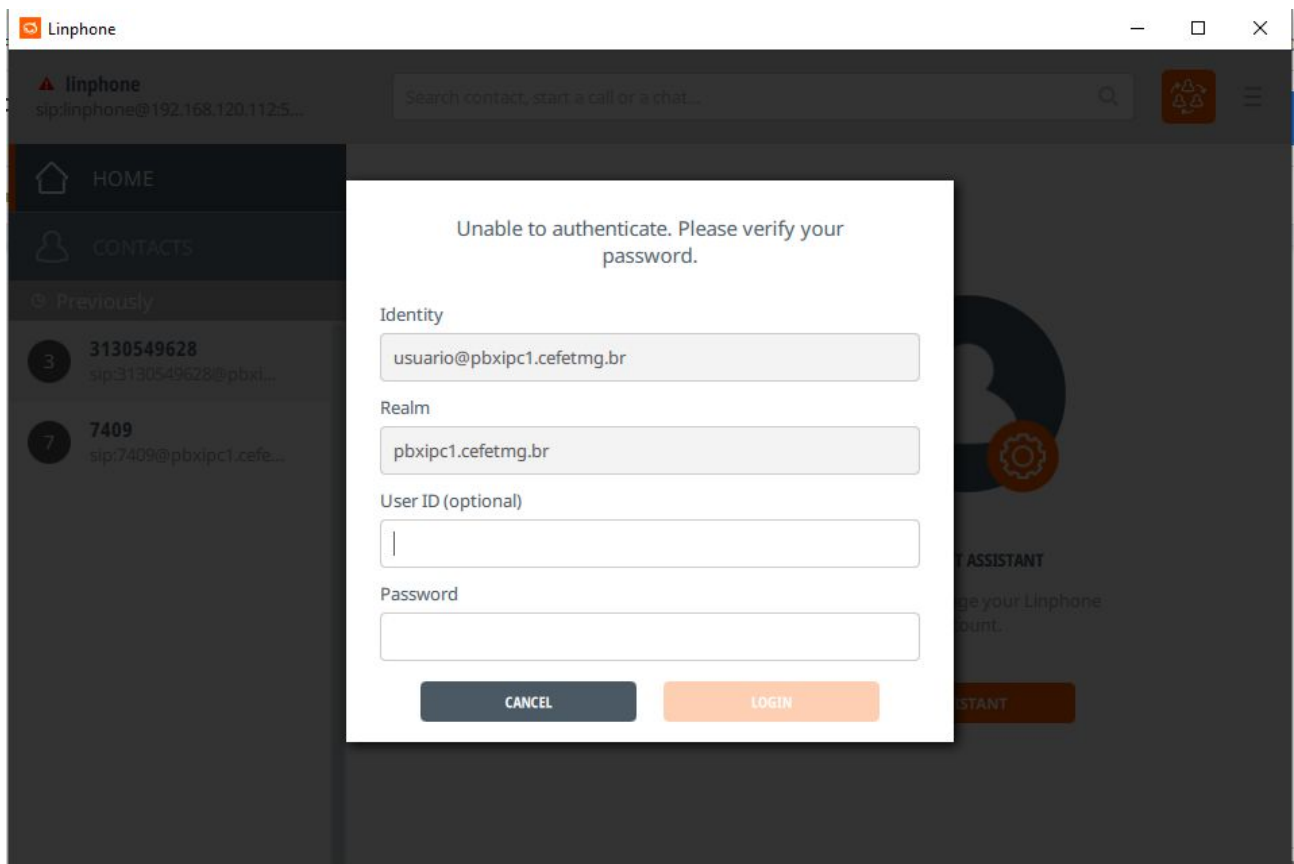 Linphone
linphone
sip:linphone@192.168.120.112:5...
Search contact, start a call or a chat...
HOME
CONTACTS
Previously
3
3130549628
sip:3130549628@pbxi...
7
7409
sip:7409@pbxipc1.cefe...
Unable to authenticate. Please verify your
password.
Identity
usuario@pbxipc1.cefetmg.br
Realm
pbxipc1.cefetmg.br
User ID (optional)
Password
CANCEL
LOGIN
T ASSISTANT
ge your Linphone
ount.
ISTANT